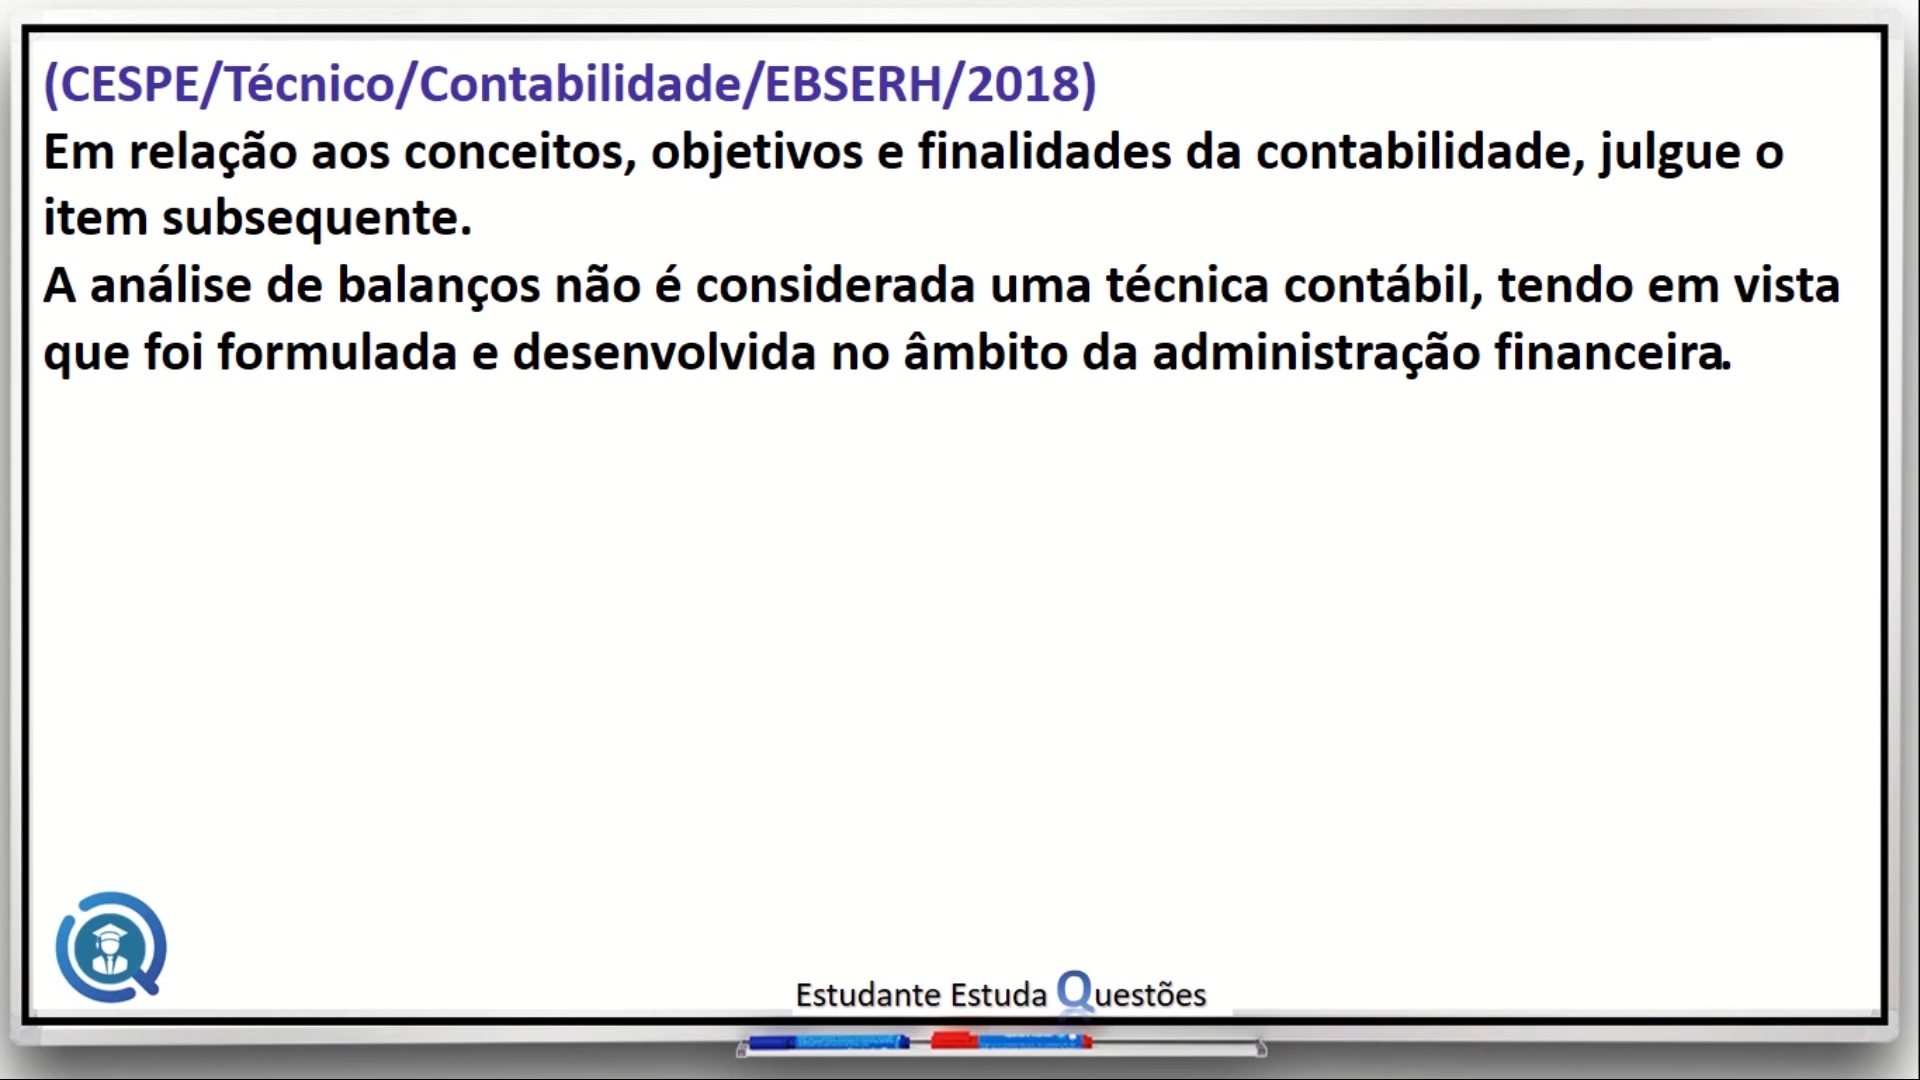 (CESPE/Técnico/Contabilidade/EBSERH/2018)
Em relação aos conceitos, objetivos e finalidades da contabilidade, julgue o
item subsequente.
A análise de balanços não é considerada uma técnica contábil, tendo em vista
que foi formulada e desenvolvida no âmbito da administração financeira.
Estudante Estuda Questões